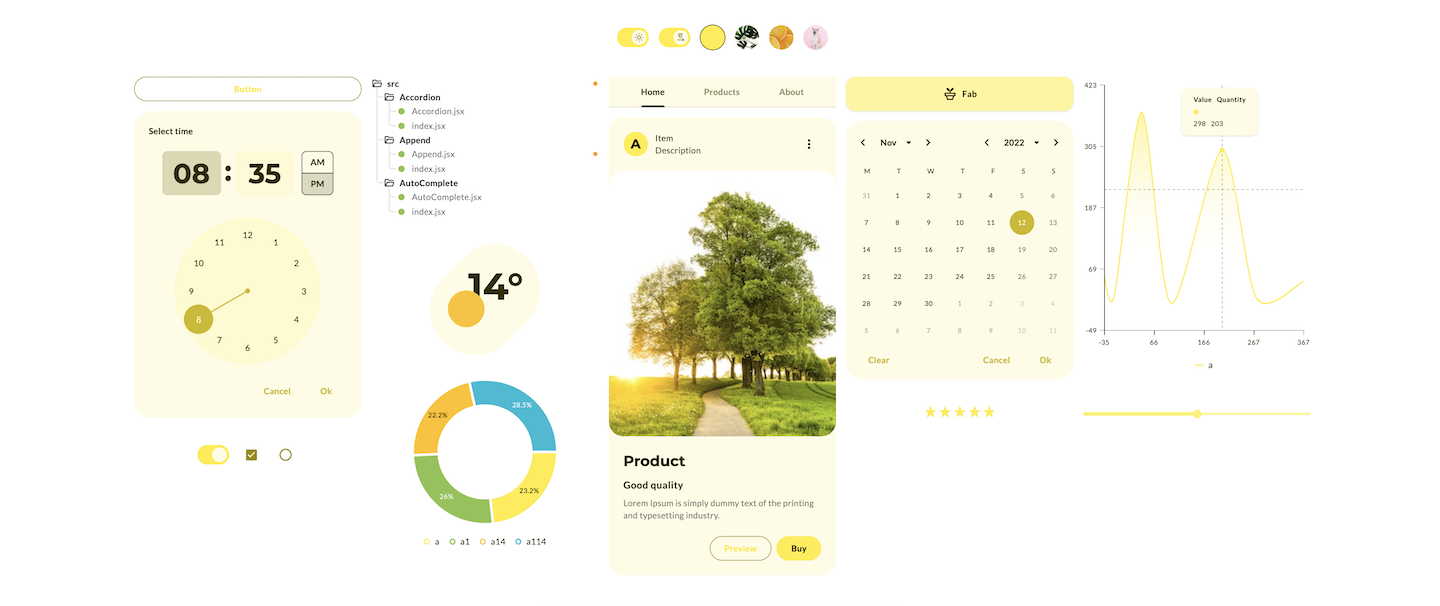 Button
Select time
08 : 35
AM
PM
12
11 1
10 2
9 3
8 4
7 5
6
Cancel Ok
src
Accordion
Accordion.jsx
index.jsx
Append
Append.jsx
index.jsx
AutoComplete
AutoComplete.jsx
index.jsx
14°
28.5%
22.2%
26%
23.2%
a a1 a14 a114
Home Products About
A
Item
Description
Product
Good quality
Lorem Ipsum is simply dummy text of the printing
and typesetting industry.
Preview Buy
Fab
Nov 2022
M T W T F S S
31 1 2 3 4 5 6
7 8 9 10 11 12 13
14 15 16 17 18 19 20
21 22 23 24 25 26 27
28 29 30 1 2 3 4
5 6 7 8 9 10 11
Clear Cancel Ok
423
305
187
69
-49
-35 66 166 267 367
Value Quantity
298 203
a